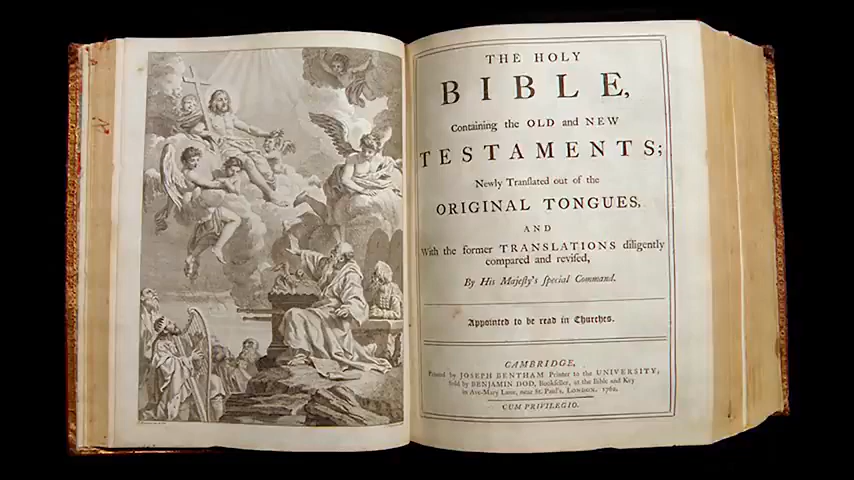 THE HOLY
BIBLE,
Containing the OLD and NEW
TESTAMENTS;
Newly Tranſlated out of the
ORIGINAL TONGUES,
AND
With the former TRANSLATIONS diligently
compared and reviſed,
By His Majeſty's ſpecial Command.
Appointed to be read in Churches.
CAMBRIDGE,
Printed by JOSEPH BENTHAM Printer to the UNIVERSITY;
Sold by BENJAMIN DOD, Bookſeller, at the Bible and Key
in Ave-Mary Lane, near St. Paul's, LONDON.
CUM PRIVILEGIO.